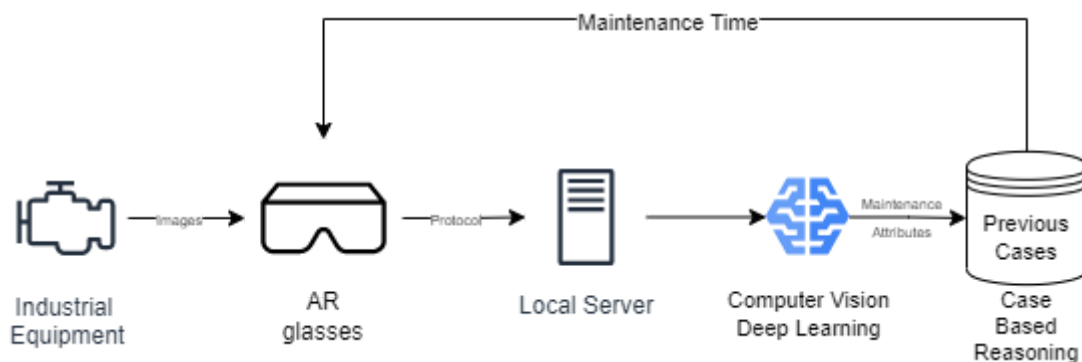 Maintenance Time
Images
Protocol
Maintenance
Attributes
Previous
Cases
Industrial
Equipment
AR
glasses
Local Server
Computer Vision
Deep Learning
Case
Based
Reasoning